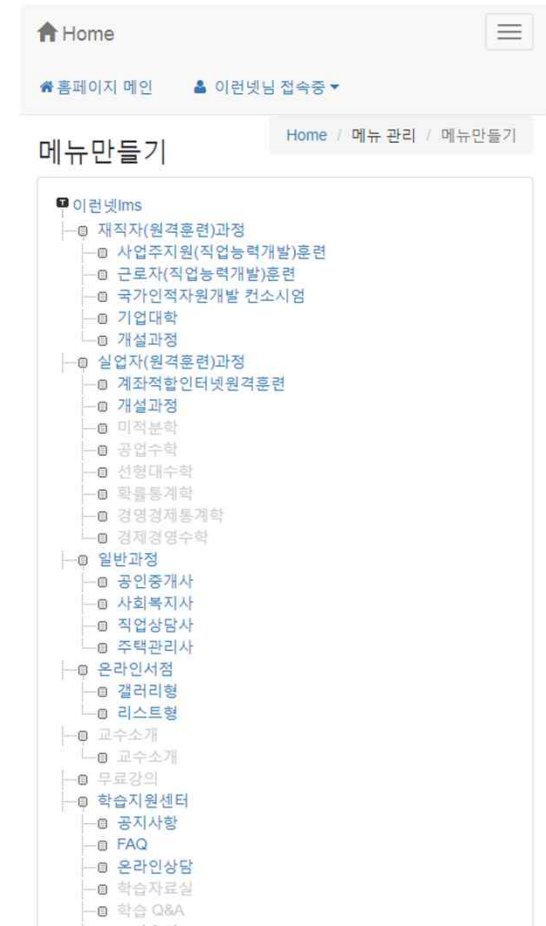 Home
홈페이지 메인 이런넷님 접속중
메뉴만들기
Home / 메뉴 관리 / 메뉴만들기
이런넷lms
재직자(원격훈련)과정
사업주지원(직업능력개발)훈련
근로자(직업능력개발)훈련
국가인적자원개발 컨소시엄
기업대학
개설과정
실업자(원격훈련)과정
계좌적합인터넷원격훈련
개설과정
미적분학
공업수학
선형대수학
확률통계학
경영경제통계학
경제경영수학
일반과정
공인중개사
사회복지사
직업상담사
주택관리사
온라인서점
갤러리형
리스트형
교수소개
교수소개
무료강의
학습지원센터
공지사항
FAQ
온라인상담
학습자료실
학습 Q&A